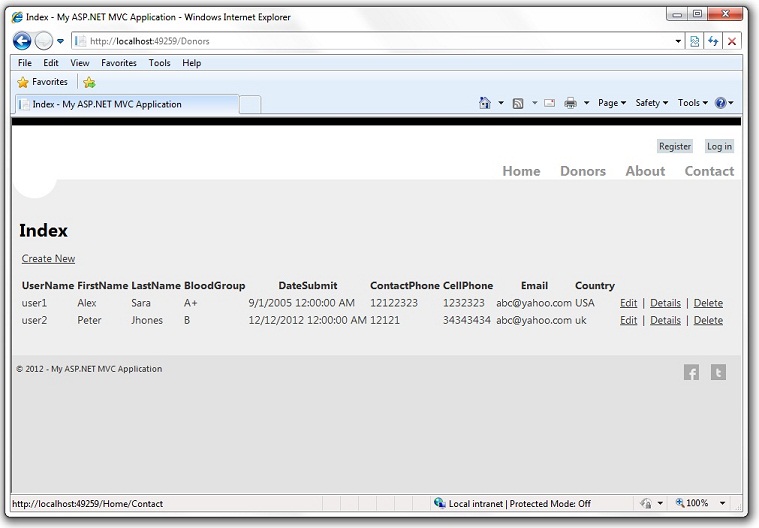 Index - My ASP.NET MVC Application - Windows Internet Explorer
http://localhost:49259/Donors
File Edit View Favorites Tools Help
Favorites
Index - My ASP.NET MVC Application
Page Safety Tools
Register Log in
Home Donors About Contact
Index
Create New
UserName FirstName LastName BloodGroup DateSubmit ContactPhone CellPhone Email Country
user1 Alex Sara A+ 9/1/2005 12:00:00 AM 12122323 1232323 abc@yahoo.com USA Edit | Details | Delete
user2 Peter Jhones B 12/12/2012 12:00:00 AM 12121 34343434 abc@yahoo.com uk Edit | Details | Delete
© 2012 - My ASP.NET MVC Application
http://localhost:49259/Home/Contact Local intranet | Protected Mode: Off 100%